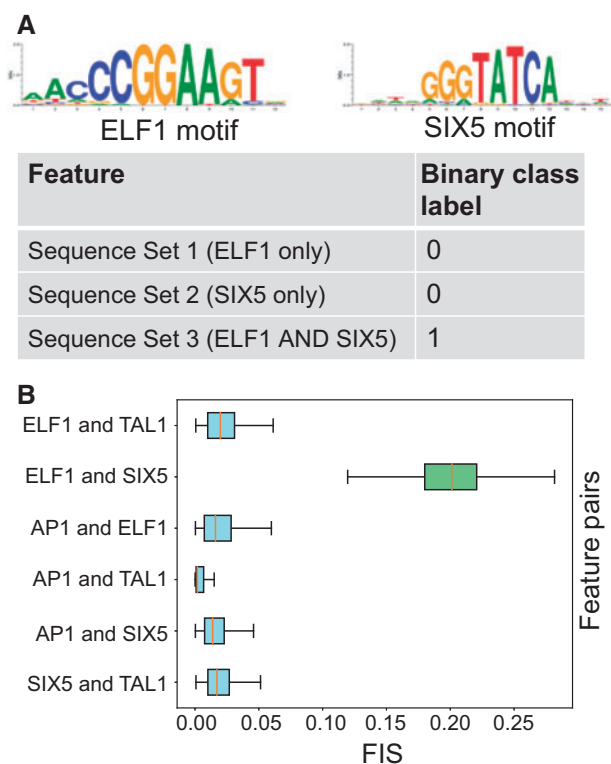 A
AACCCGGAAGT
GGGTATCA
ELF1 motif
SIX5 motif
Feature
Binary class
label
Sequence Set 1 (ELF1 only)
0
Sequence Set 2 (SIX5 only)
0
Sequence Set 3 (ELF1 AND SIX5)
1
B
ELF1 and TAL1
ELF1 and SIX5
AP1 and ELF1
AP1 and TAL1
AP1 and SIX5
SIX5 and TAL1
Feature pairs
0.00
0.05
0.10
0.15
0.20
0.25
FIS